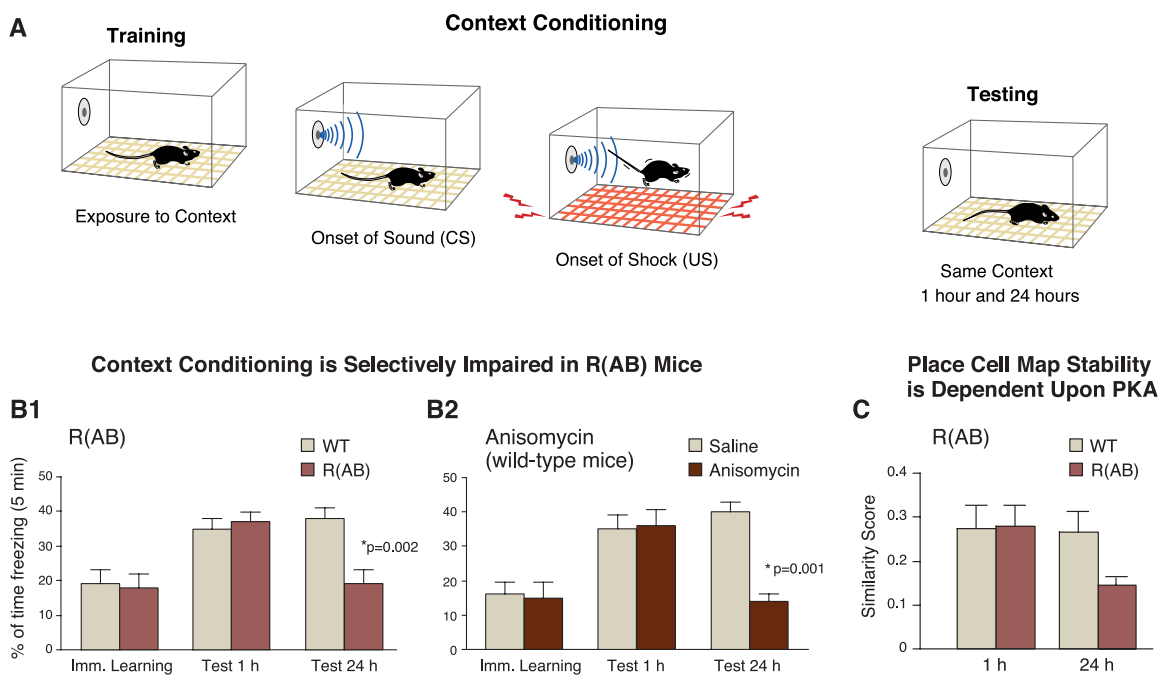 A
Context Conditioning
Training
Exposure to Context
Onset of Sound (CS)
Onset of Shock (US)
Testing
Same Context
1 hour and 24 hours
Context Conditioning is Selectively Impaired in R(AB) Mice
B1
R(AB)
WT
R(AB)
% of time freezing (5 min)
50
40
30
20
10
0
*p=0.002
Imm. Learning
Test 1 h
Test 24 h
B2
Anisomycin
(wild-type mice)
Saline
Anisomycin
50
40
30
20
10
0
*p=0.001
Imm. Learning
Test 1 h
Test 24 h
Place Cell Map Stability
is Dependent Upon PKA
C
R(AB)
WT
R(AB)
Similarity Score
0.4
0.3
0.2
0.1
0
1 h
24 h